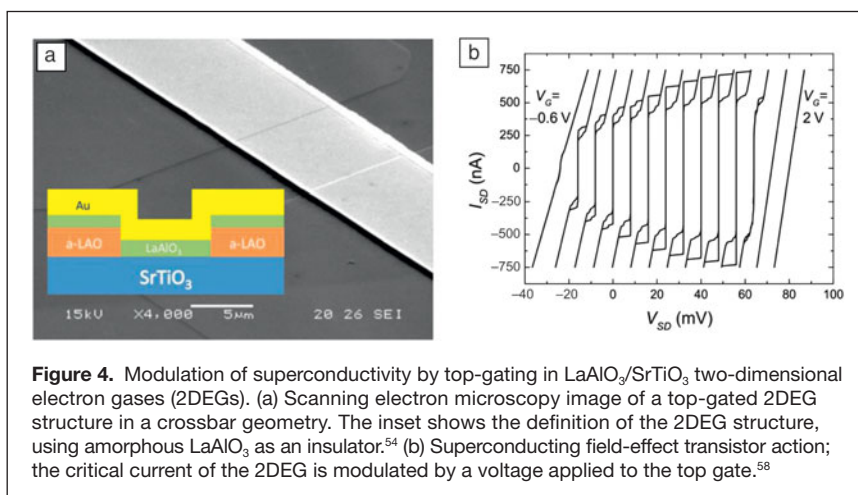 a
Au
a-LAO
LaAlO₃
a-LAO
SrTiO₃
15kV X4,000 5μm 20 26 SEI
b
750
500
250
0
−250
−500
−750
I_SD (nA)
V_G=
−0.6 V
V_G=
2 V
−40 −20 0 20 40 60 80 100
V_SD (mV)
Figure 4. Modulation of superconductivity by top-gating in LaAlO₃/SrTiO₃ two-dimensional
electron gases (2DEGs). (a) Scanning electron microscopy image of a top-gated 2DEG
structure in a crossbar geometry. The inset shows the definition of the 2DEG structure,
using amorphous LaAlO₃ as an insulator.⁵⁴ (b) Superconducting field-effect transistor action;
the critical current of the 2DEG is modulated by a voltage applied to the top gate.⁵⁸